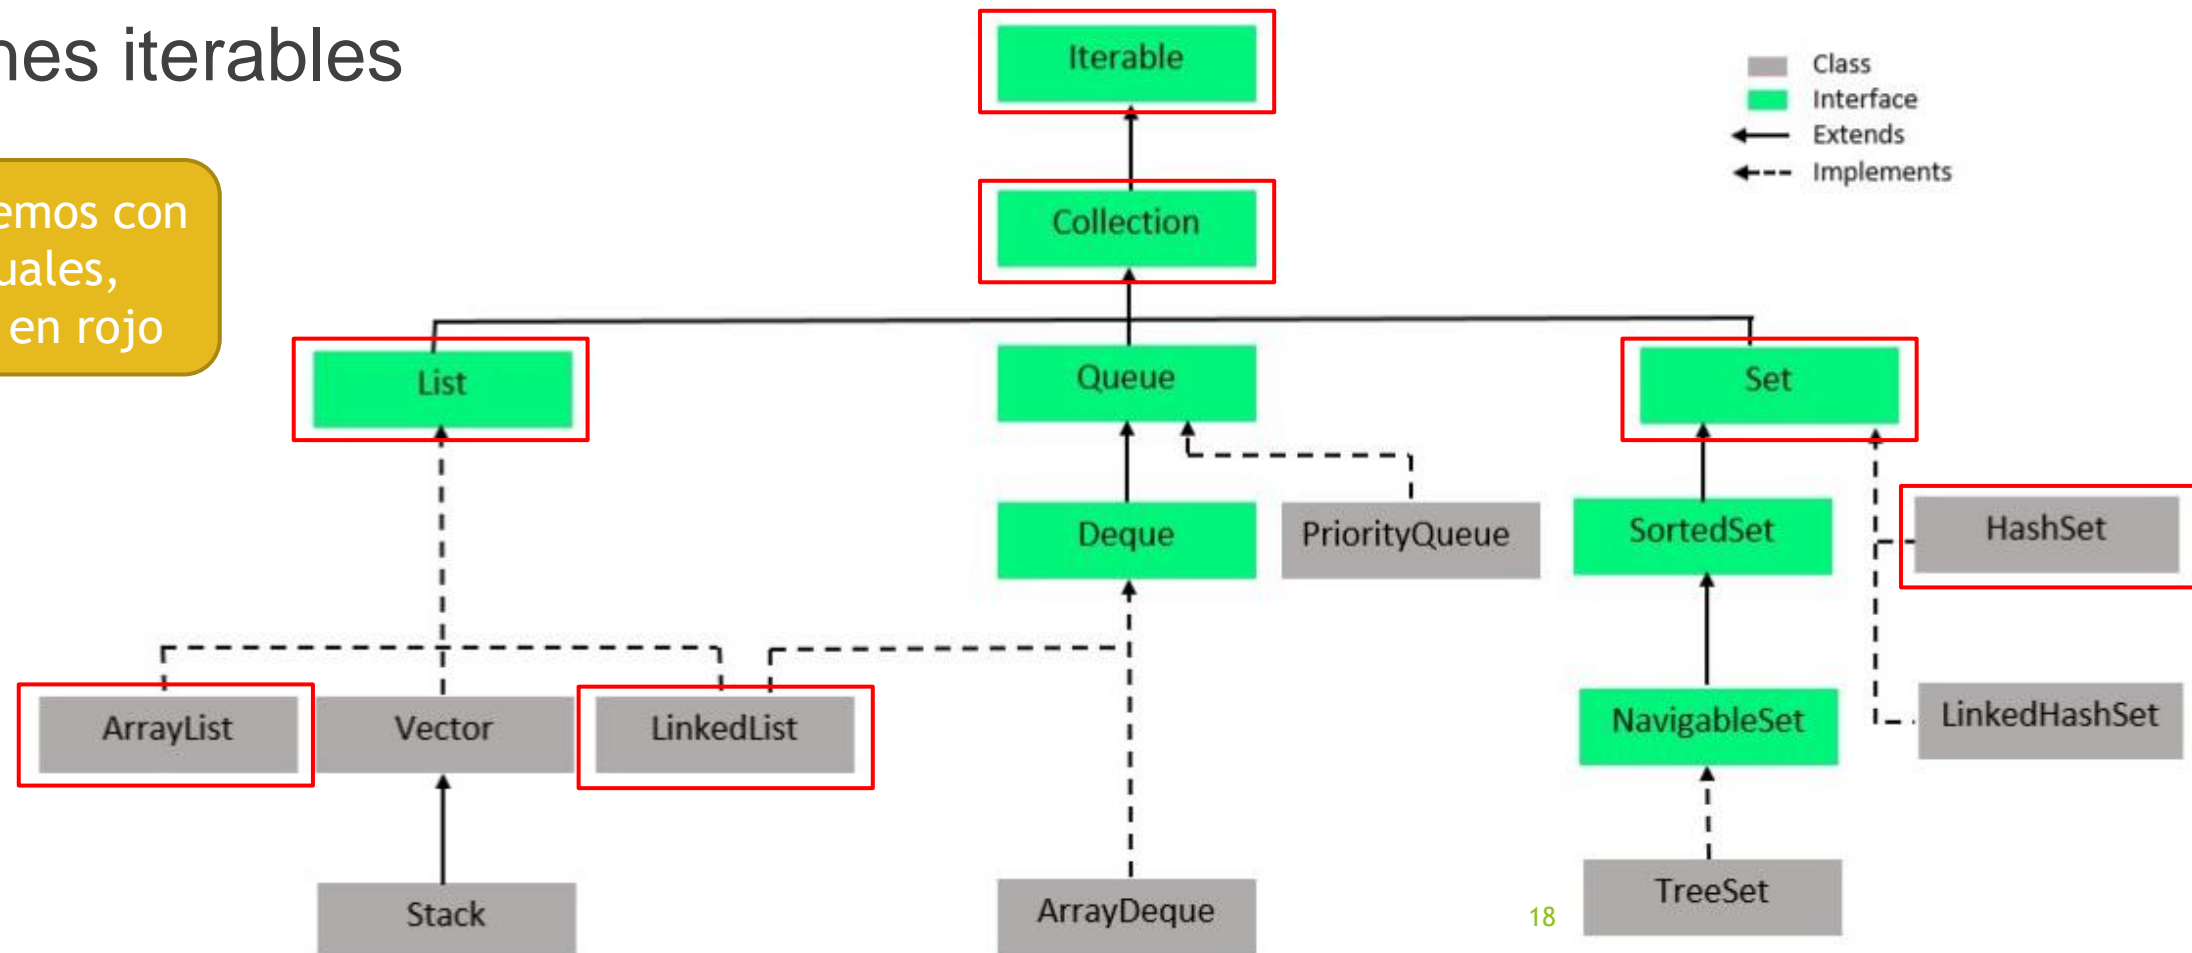 nes iterables
emos con
uales,
en rojo
Iterable
Class
Interface
Extends
Implements
Collection
List
Queue
Set
Deque
PriorityQueue
SortedSet
HashSet
ArrayList
Vector
LinkedList
NavigableSet
LinkedHashSet
Stack
ArrayDeque
18
TreeSet